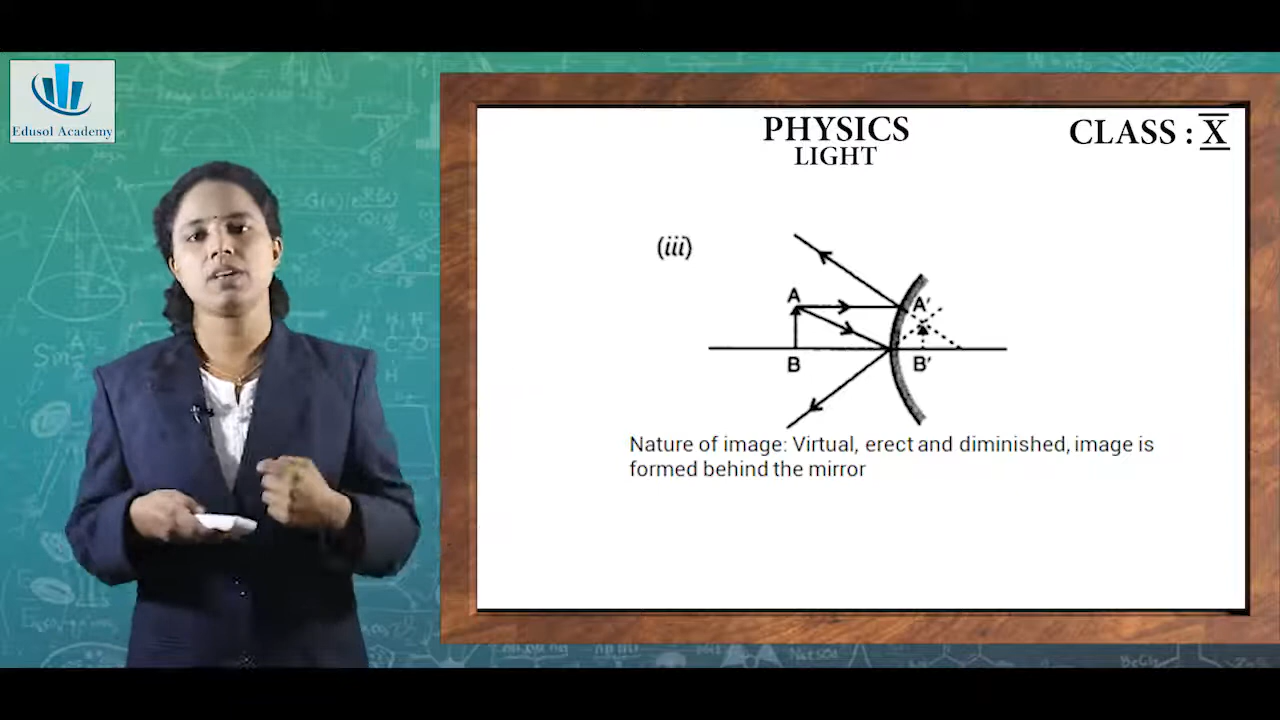 Edusol Academy
PHYSICS
LIGHT
CLASS : X
(iii)
A
A'
B
B'
Nature of image: Virtual, erect and diminished, image is
formed behind the mirror